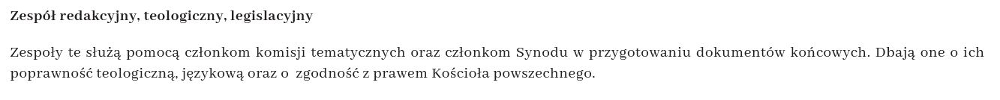 Zespół redakcyjny, teologiczny, legislacyjny
Zespoły te służą pomocą członkom komisji tematycznych oraz członkom Synodu w przygotowaniu dokumentów końcowych. Dbają one o ich
poprawność teologiczną, językową oraz o  zgodność z prawem Kościoła powszechnego.